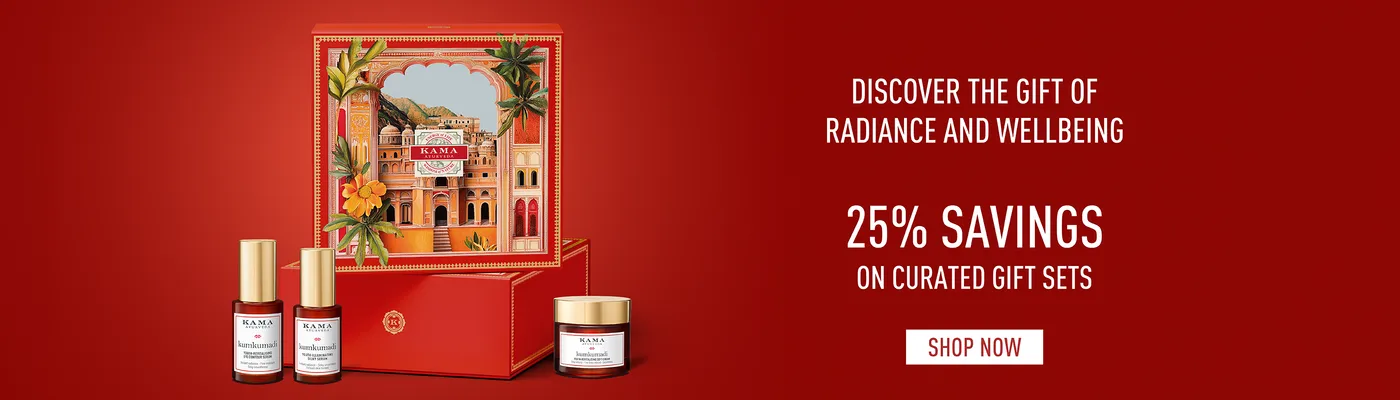 KAMA
AYURVEDA
KAMA
AYURVEDA
kumkumadi
KAMA
AYURVEDA
kumkumadi
K
KAMA
AYURVEDA
kumkumadi
DISCOVER THE GIFT OF
RADIANCE AND WELLBEING
25% SAVINGS
ON CURATED GIFT SETS
SHOP NOW